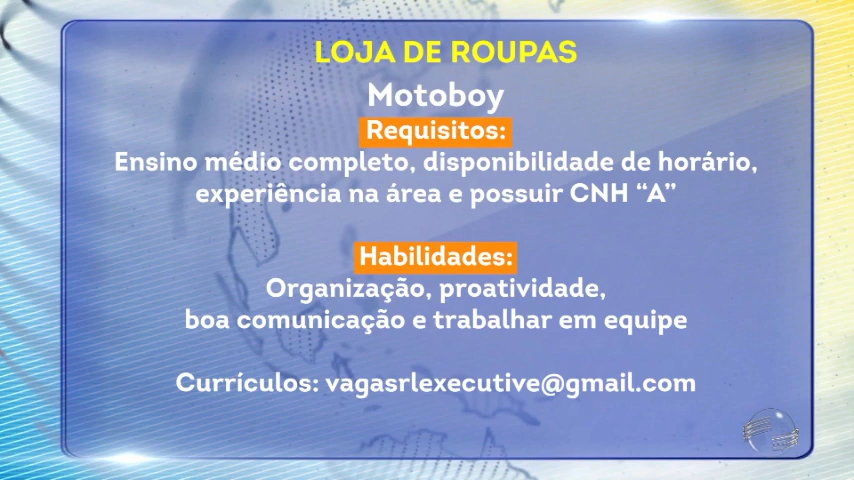 LOJA DE ROUPAS
Motoboy
Requisitos:
Ensino médio completo, disponibilidade de horário,
experiência na área e possuir CNH “A”
Habilidades:
Organização, proatividade,
boa comunicação e trabalhar em equipe
Currículos: vagasrlexecutive@gmail.com